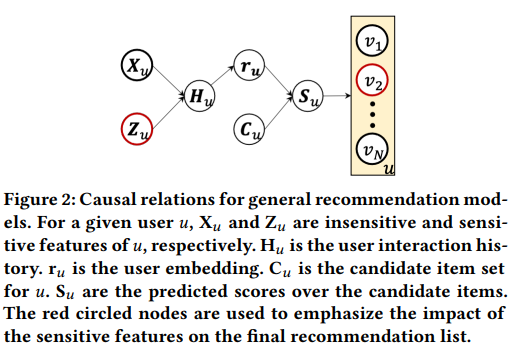 X_u
Z_u
H_u
r_u
C_u
S_u
v_1
v_2
v_N
u
Figure 2: Causal relations for general recommendation mod-
els. For a given user u, X_u and Z_u are insensitive and sensi-
tive features of u, respectively. H_u is the user interaction his-
tory. r_u is the user embedding. C_u is the candidate item set
for u. S_u are the predicted scores over the candidate items.
The red circled nodes are used to emphasize the impact of
the sensitive features on the final recommendation list.